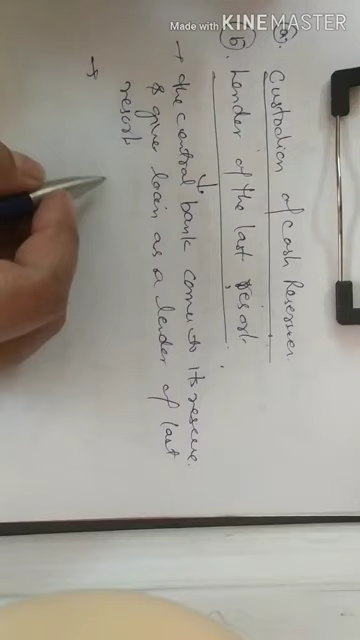 Made with KINEMASTER
(a). Custodian of Cash Reserves.
(b). Lender of the last resort.
→ the central bank comes to its rescue.
& gives loan as a lender of last
resort
→